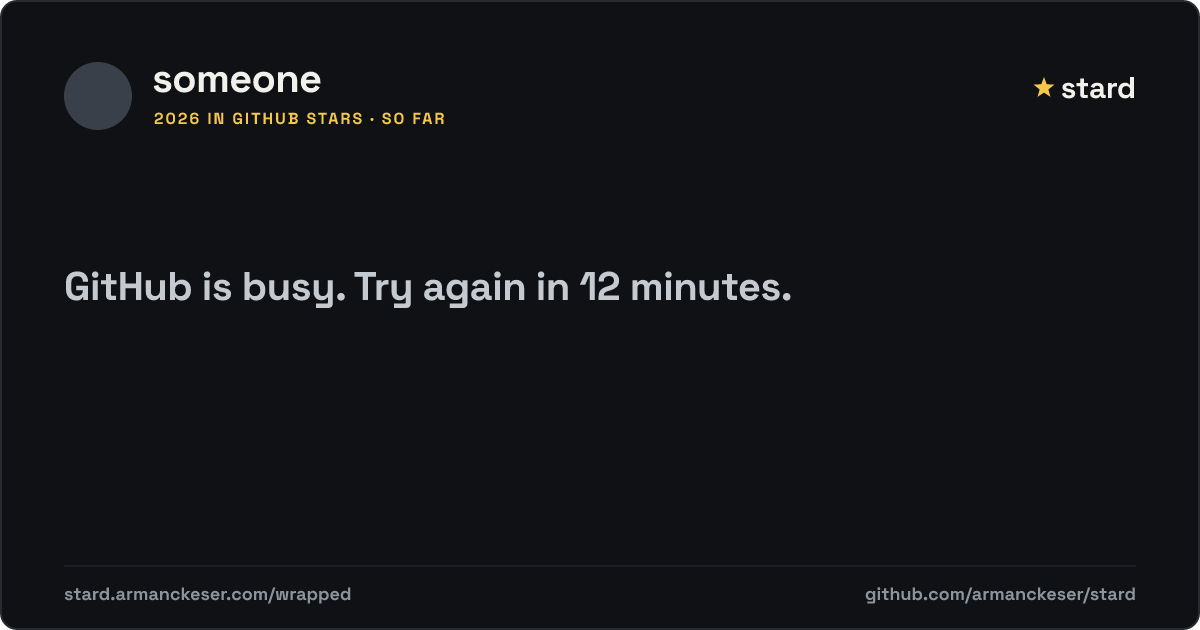 someone
2026 IN GITHUB STARS · SO FAR
stard
GitHub is busy. Try again in 12 minutes.
stard.armanckeser.com/wrapped
github.com/armanckeser/stard